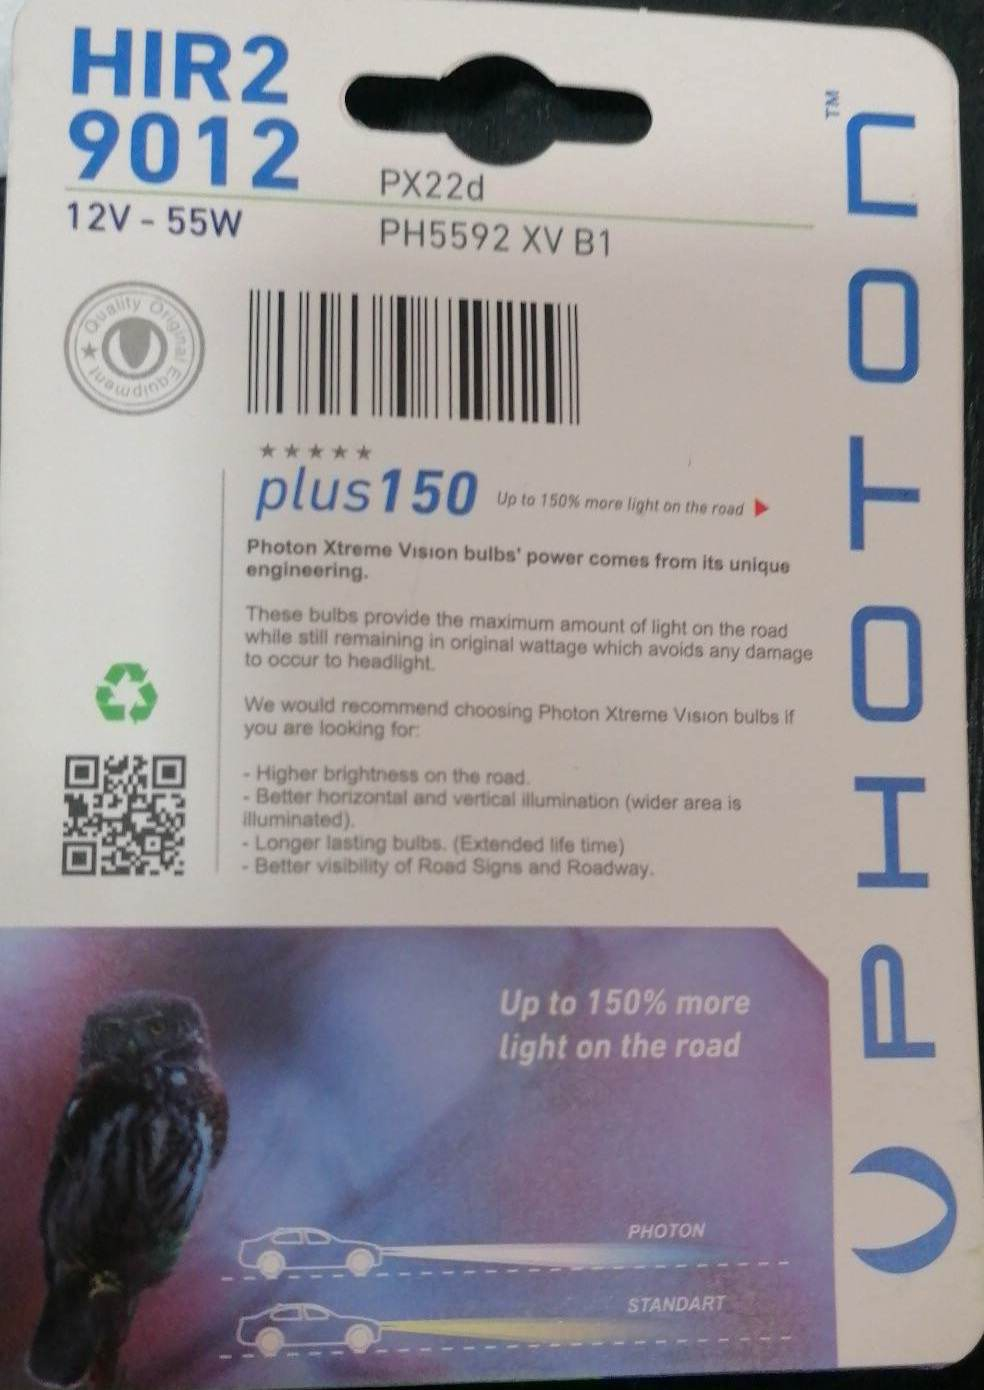 HIR2
9012
12V - 55W
PX22d
PH5592 XV B1
PHOTON™
Quality Original Equipment
plus150 Up to 150% more light on the road
Photon Xtreme Vision bulbs' power comes from its unique
engineering.
These bulbs provide the maximum amount of light on the road
while still remaining in original wattage which avoids any damage
to occur to headlight.
We would recommend choosing Photon Xtreme Vision bulbs if
you are looking for:
- Higher brightness on the road.
- Better horizontal and vertical illumination (wider area is
illuminated).
- Longer lasting bulbs. (Extended life time)
- Better visibility of Road Signs and Roadway.
Up to 150% more
light on the road
PHOTON
STANDART